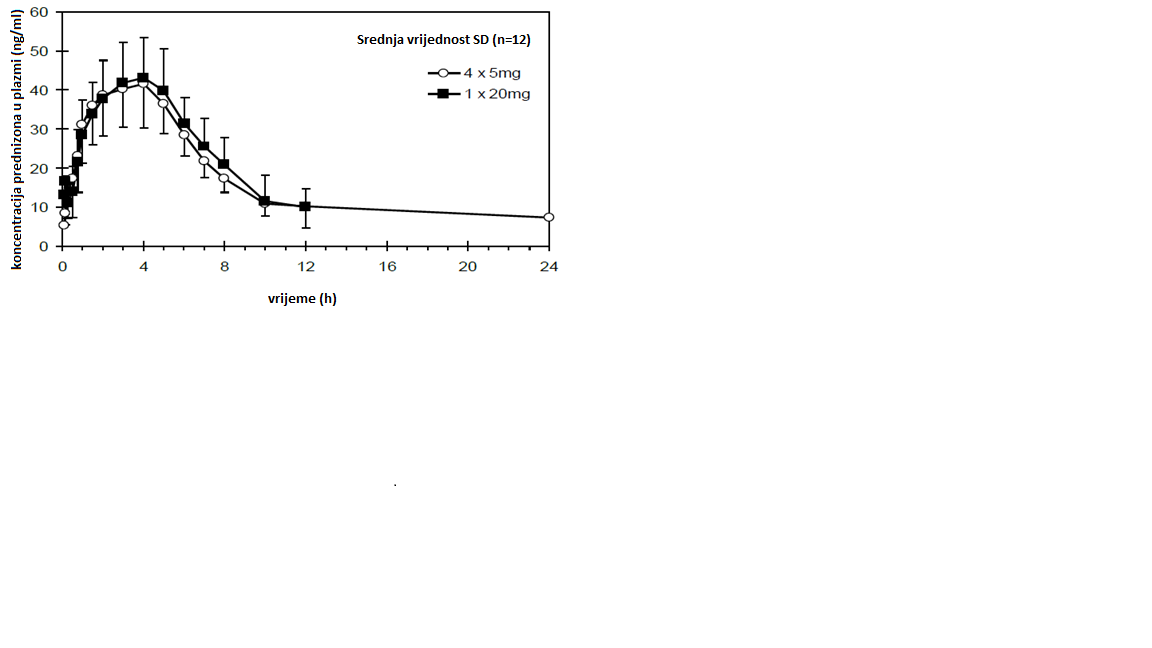 koncentracija prednizona u plazmi (ng/ml)
60
50
40
30
20
10
0
Srednja vrijednost SD (n=12)
4 x 5mg
1 x 20mg
0 4 8 12 16 20 24
vrijeme (h)
.